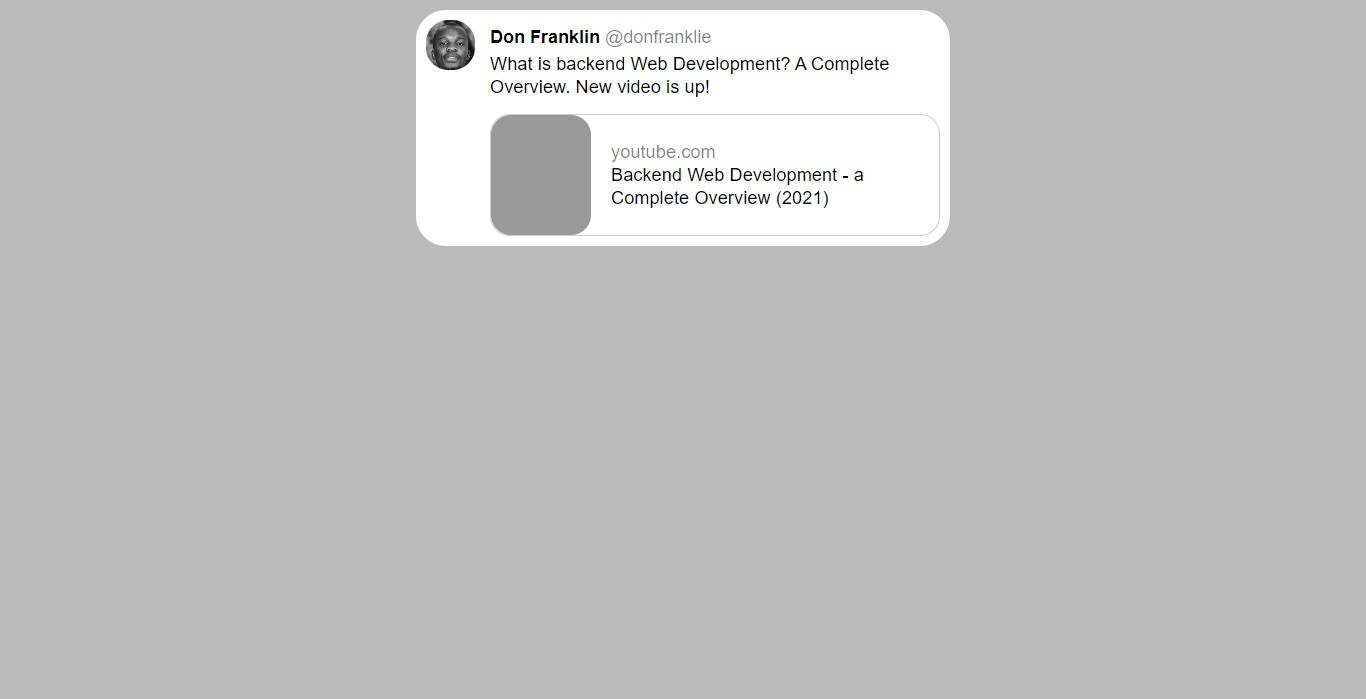 Don Franklin @donfranklie
What is backend Web Development? A Complete
Overview. New video is up!
youtube.com
Backend Web Development - a
Complete Overview (2021)